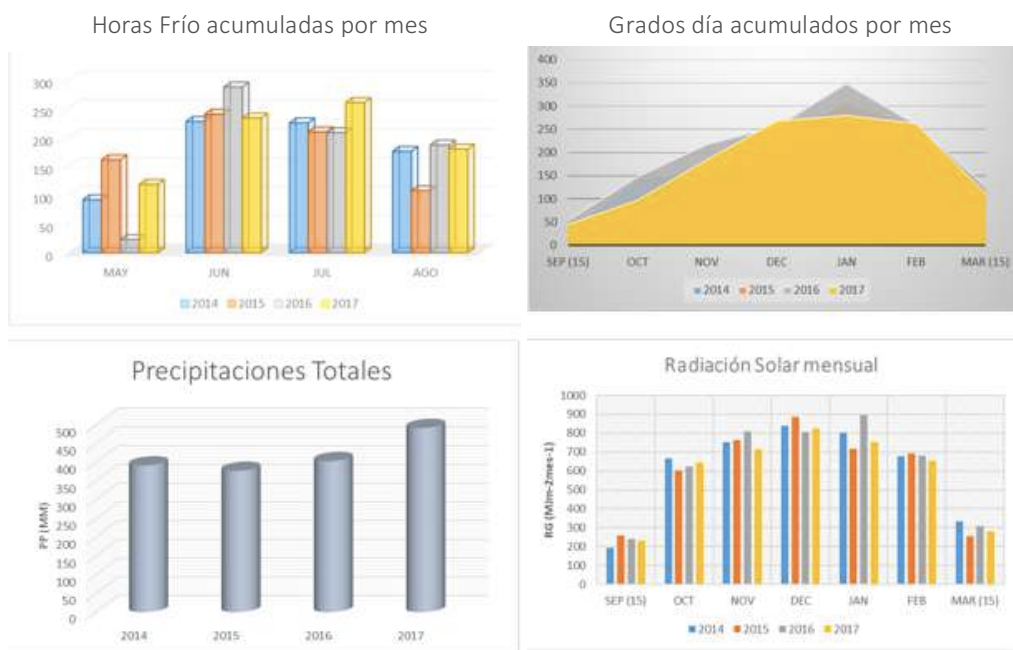 Horas Frío acumuladas por mes
300
250
200
150
100
50
0
MAY JUN JUL AGO
2014 2015 2016 2017
Grados día acumulados por mes
400
350
300
250
200
150
100
50
0
SEP (15) OCT NOV DEC JAN FEB MAR (15)
2014 2015 2016 2017
Precipitaciones Totales
PP (MM)
500
450
400
350
300
250
200
150
100
50
0
2014 2015 2016 2017
Radiación Solar mensual
RG (MJm-2mes-1)
1000
900
800
700
600
500
400
300
200
100
0
SEP (15) OCT NOV DEC JAN FEB MAR (15)
2014 2015 2016 2017